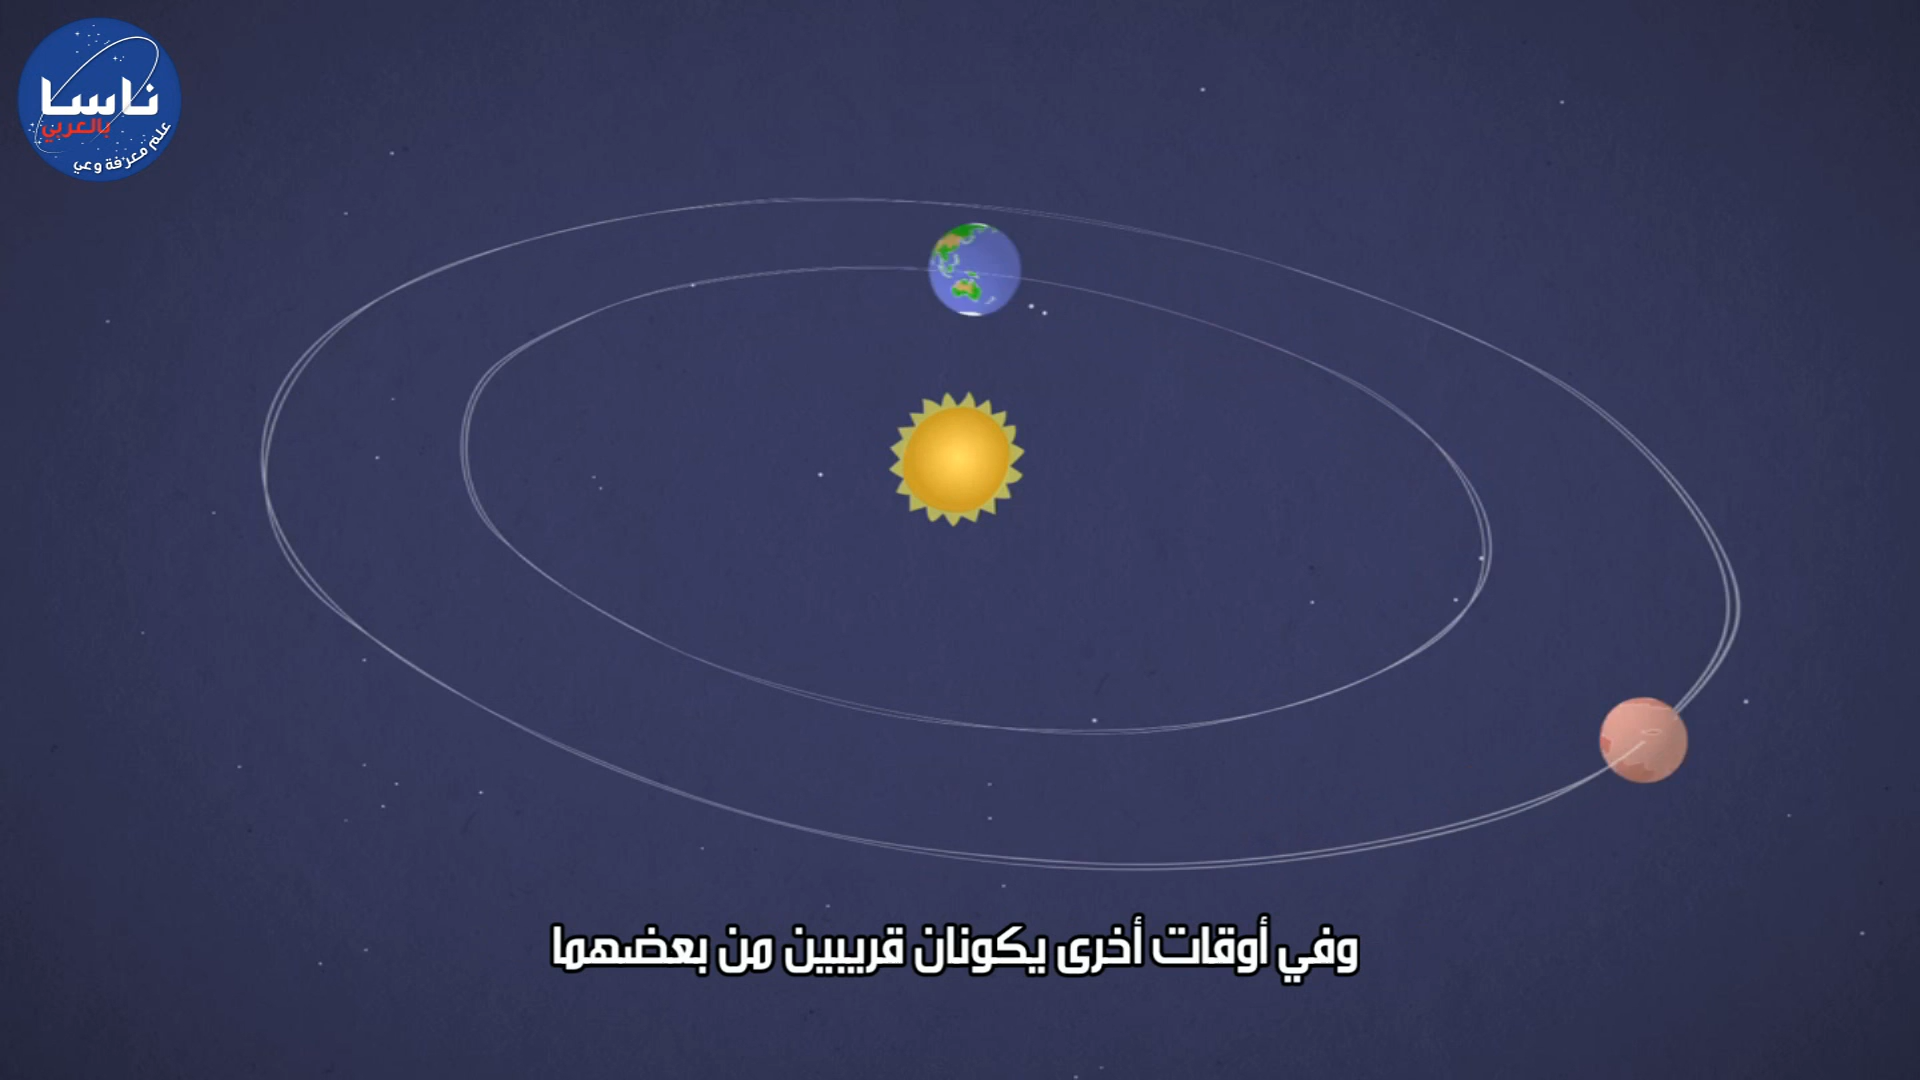 ناسا
بالعربي
علم معرفة وعي
وفي أوقات أخرى يكونان قريبين من بعضهما